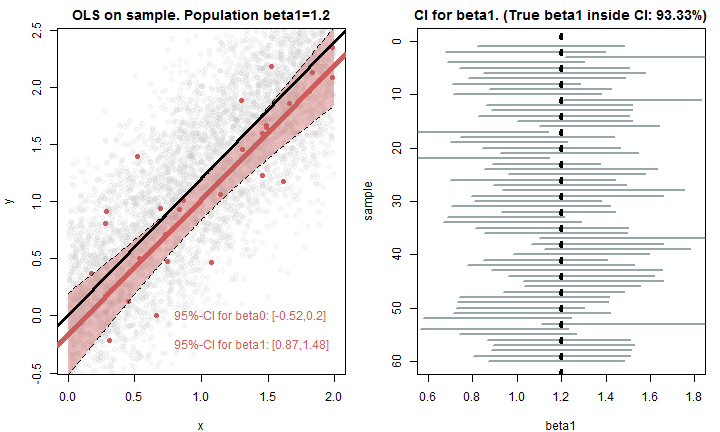 OLS on sample. Population beta1=1.2
CI for beta1. (True beta1 inside CI: 93.33%)
y
2.5
2.0
1.5
1.0
0.5
0.0
-0.5
95%-CI for beta0: [-0.52,0.2]
95%-CI for beta1: [0.87,1.48]
0.0 0.5 1.0 1.5 2.0
x
sample
0
10
20
30
40
50
60
0.6 0.8 1.0 1.2 1.4 1.6 1.8
beta1